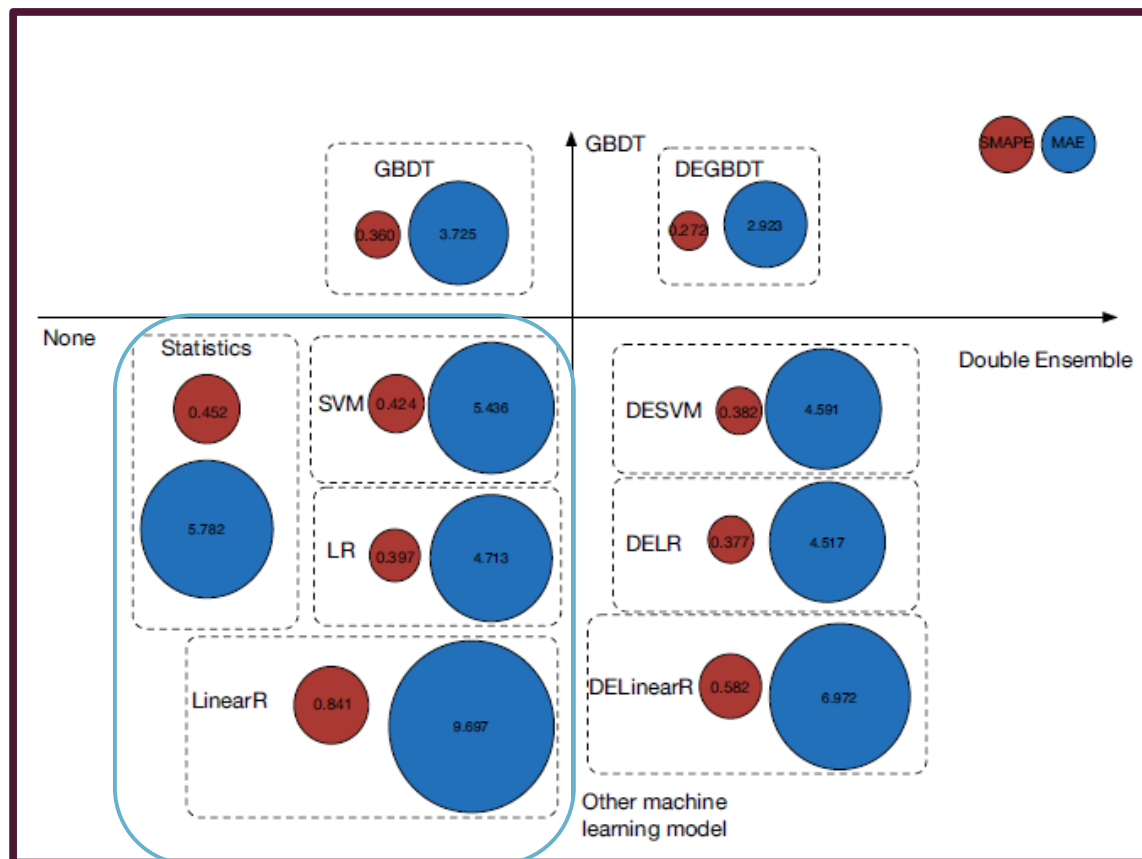 GBDT
SMAPE
MAE
GBDT
0.360
3.725
DEGBDT
0.272
2.923
None
Double Ensemble
Statistics
0.452
5.782
SVM
0.424
5.436
DESVM
0.382
4.591
LR
0.397
4.713
DELR
0.377
4.517
LinearR
0.841
9.697
DELinearR
0.582
6.972
Other machine
learning model